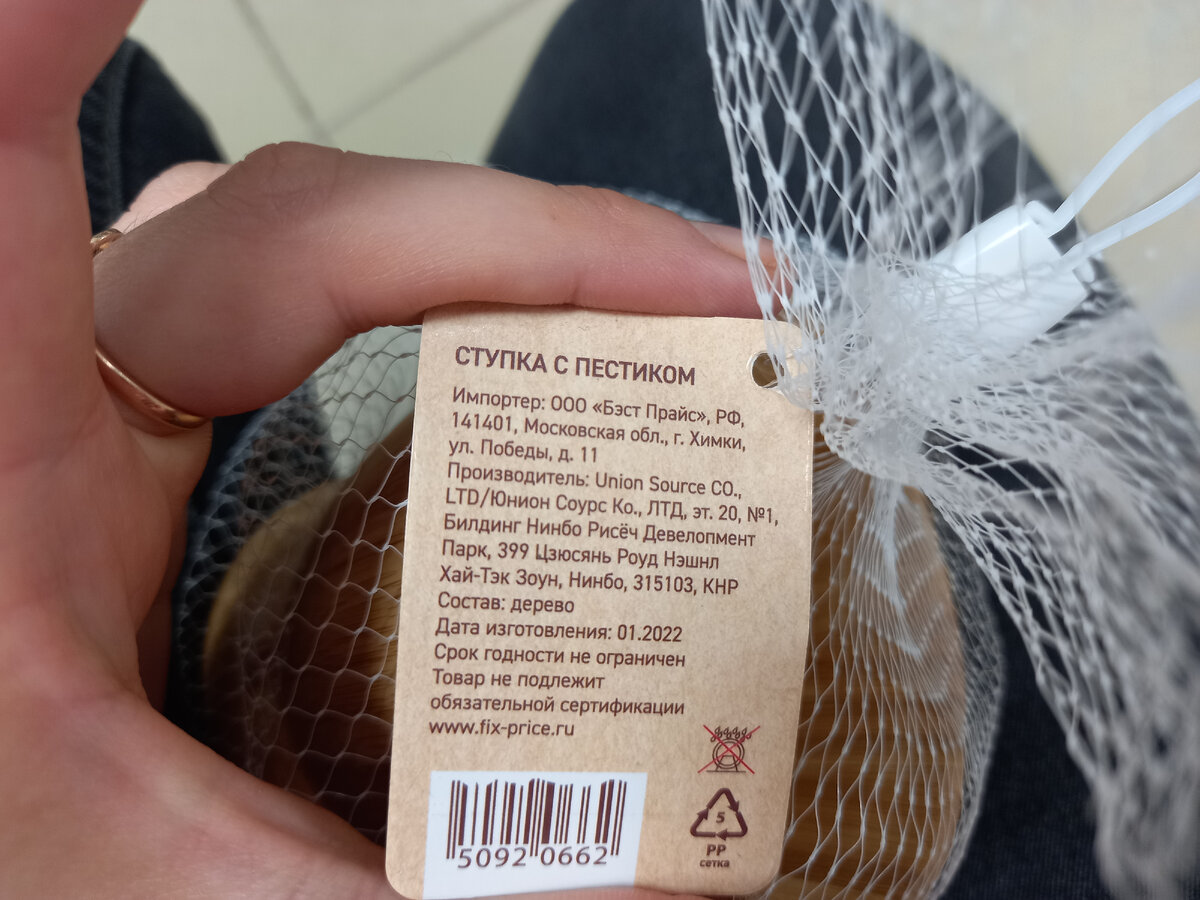 СТУПКА С ПЕСТИКОМ
Импортер: ООО «Бэст Прайс», РФ,
141401, Московская обл., г. Химки,
ул. Победы, д. 11
Производитель: Union Source CO.,
LTD/Юнион Соурс Ко., ЛТД, эт. 20, №1,
Билдинг Нинбо Рисёч Девелопмент
Парк, 399 Цзюсянь Роуд Нэшнл
Хай-Тэк Зоун, Нинбо, 315103, КНР
Состав: дерево
Дата изготовления: 01.2022
Срок годности не ограничен
Товар не подлежит
обязательной сертификации
www.fix-price.ru
5092 0662
5
PP
сетка